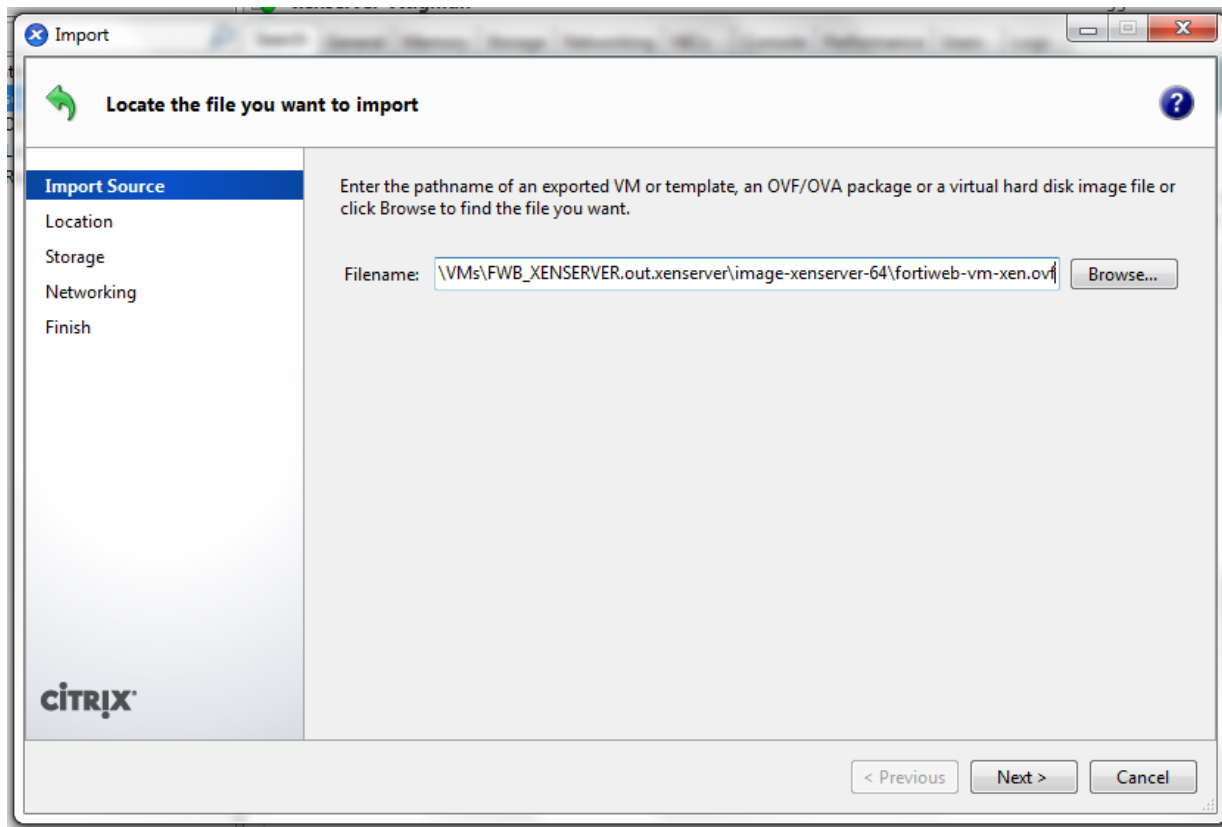 Import
Locate the file you want to import
?
Import Source
Location
Storage
Networking
Finish
Enter the pathname of an exported VM or template, an OVF/OVA package or a virtual hard disk image file or
click Browse to find the file you want.
Filename: \VMs\FWB_XENSERVER.out.xenserver\image-xenserver-64\fortiweb-vm-xen.ovf Browse...
CITRIX
< Previous Next > Cancel